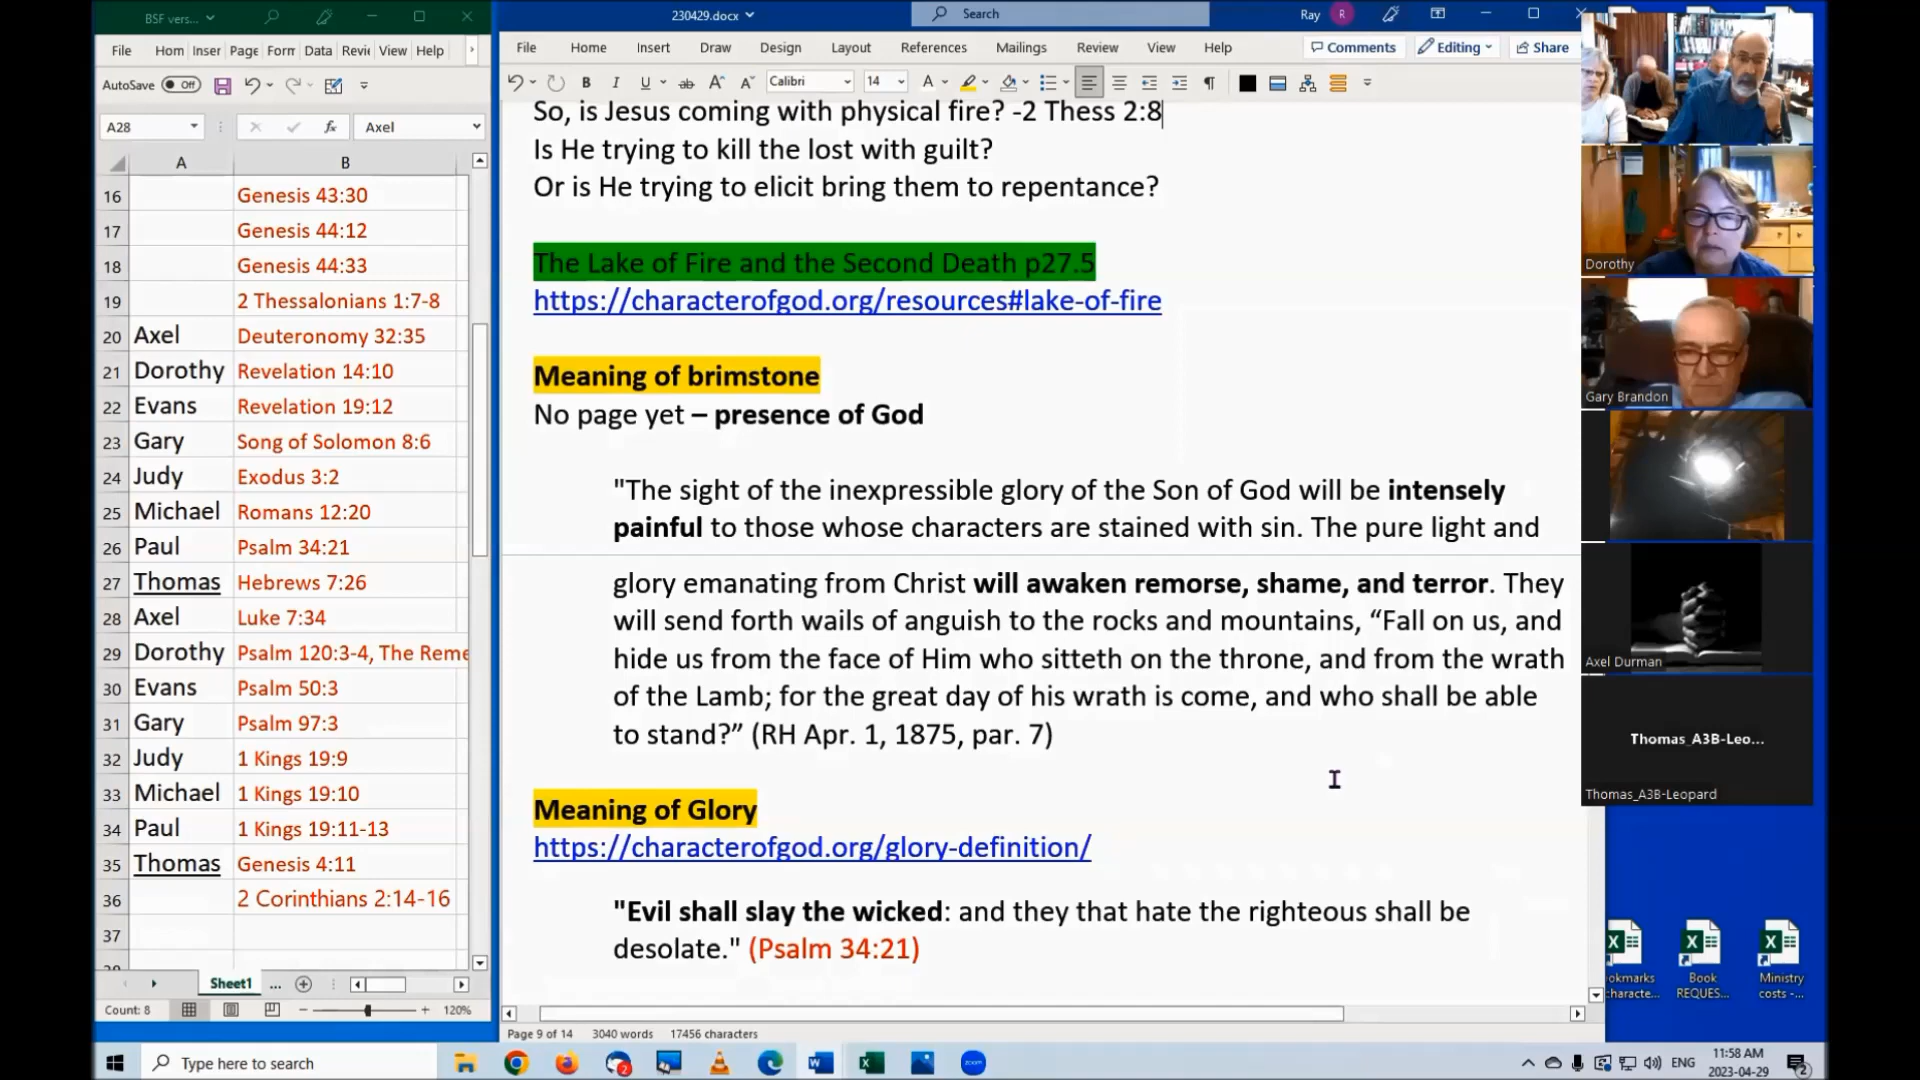 BSF vers...
File Hom Inser Page Forr Data Revi View Help
AutoSave Off
A28 fx Axel
A B
16 Genesis 43:30
17 Genesis 44:12
18 Genesis 44:33
19 2 Thessalonians 1:7-8
20 Axel Deuteronomy 32:35
21 Dorothy Revelation 14:10
22 Evans Revelation 19:12
23 Gary Song of Solomon 8:6
24 Judy Exodus 3:2
25 Michael Romans 12:20
26 Paul Psalm 34:21
27 Thomas Hebrews 7:26
28 Axel Luke 7:34
29 Dorothy Psalm 120:3-4, The Reme
30 Evans Psalm 50:3
31 Gary Psalm 97:3
32 Judy 1 Kings 19:9
33 Michael 1 Kings 19:10
34 Paul 1 Kings 19:11-13
35 Thomas Genesis 4:11
36 2 Corinthians 2:14-16
37
Sheet1 ...
Count: 8 120%
230429.docx Search Ray R
File Home Insert Draw Design Layout References Mailings Review View Help Comments Editing Share
B I U ab A A Calibri 14 A
So, is Jesus coming with physical fire? -2 Thess 2:8
Is He trying to kill the lost with guilt?
Or is He trying to elicit bring them to repentance?
The Lake of Fire and the Second Death p27.5
https://characterofgod.org/resources#lake-of-fire
Meaning of brimstone
No page yet – presence of God
"The sight of the inexpressible glory of the Son of God will be intensely
painful to those whose characters are stained with sin. The pure light and
glory emanating from Christ will awaken remorse, shame, and terror. They
will send forth wails of anguish to the rocks and mountains, “Fall on us, and
hide us from the face of Him who sitteth on the throne, and from the wrath
of the Lamb; for the great day of his wrath is come, and who shall be able
to stand?” (RH Apr. 1, 1875, par. 7)
Meaning of Glory
https://characterofgod.org/glory-definition/
"Evil shall slay the wicked: and they that hate the righteous shall be
desolate." (Psalm 34:21)
Page 9 of 14 3040 words 17456 characters
Dorothy
Gary Brandon
Axel Durman
Thomas_A3B-Leo...
Thomas_A3B-Leopard
okmarks
characte...
Book
REQUES...
Ministry
costs -...
Type here to search
2
ENG
11:58 AM
2023-04-29
2